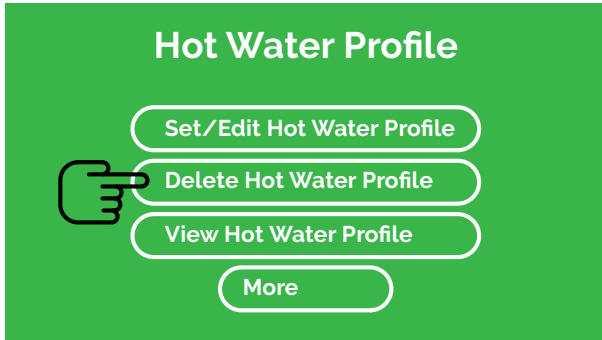 Hot Water Profile
Set/Edit Hot Water Profile
Delete Hot Water Profile
View Hot Water Profile
More